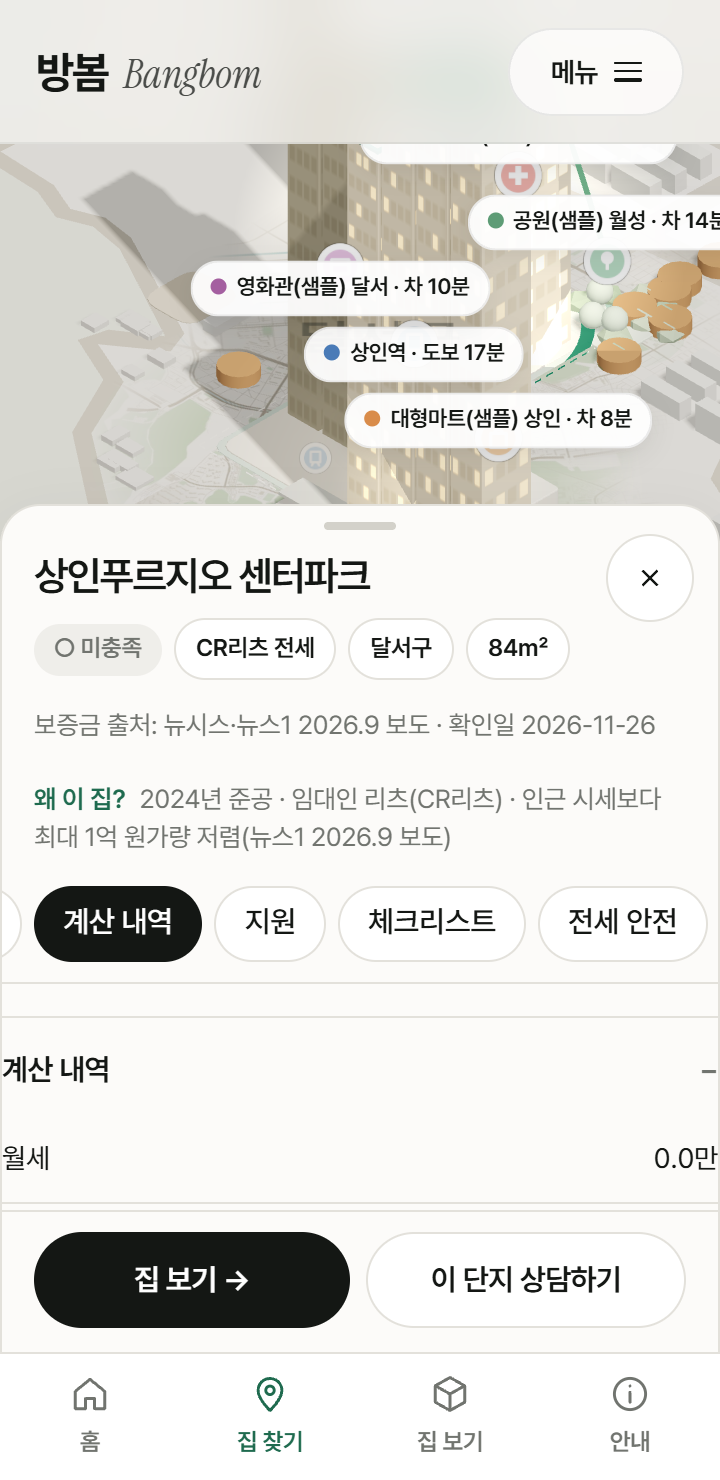 방봄 Bangbom
메뉴
공원(샘플) 월성 · 차 14분
영화관(샘플) 달서 · 차 10분
상인역 · 도보 17분
대형마트(샘플) 상인 · 차 8분
상인푸르지오 센터파크
미충족
CR리츠 전세
달서구
84m²
보증금 출처: 뉴시스·뉴스1 2026.9 보도 · 확인일 2026-11-26
왜 이 집? 2024년 준공 · 임대인 리츠(CR리츠) · 인근 시세보다
최대 1억 원가량 저렴(뉴스1 2026.9 보도)
계산 내역
지원
체크리스트
전세 안전
계산 내역 –
월세 0.0만
집 보기 →
이 단지 상담하기
홈
집 찾기
집 보기
안내